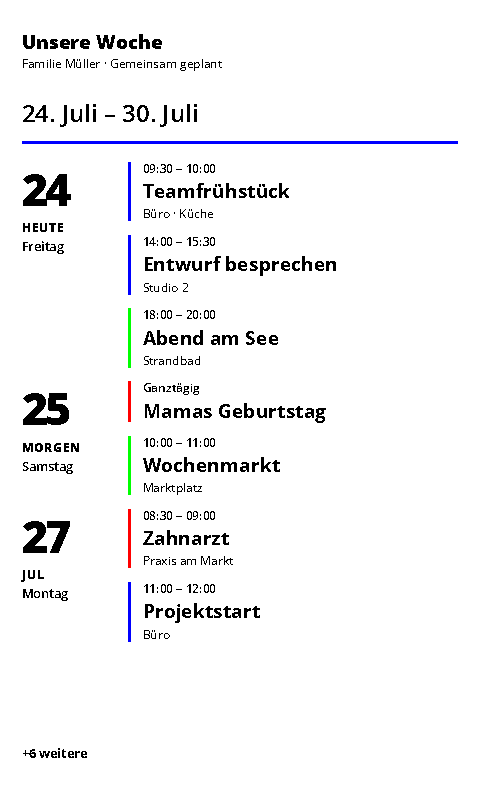 Unsere Woche
Familie Müller · Gemeinsam geplant
24. Juli – 30. Juli
24
HEUTE
Freitag
09:30 – 10:00
Teamfrühstück
Büro · Küche
14:00 – 15:30
Entwurf besprechen
Studio 2
18:00 – 20:00
Abend am See
Strandbad
25
MORGEN
Samstag
Ganztägig
Mamas Geburtstag
10:00 – 11:00
Wochenmarkt
Marktplatz
27
JUL
Montag
08:30 – 09:00
Zahnarzt
Praxis am Markt
11:00 – 12:00
Projektstart
Büro
+6 weitere